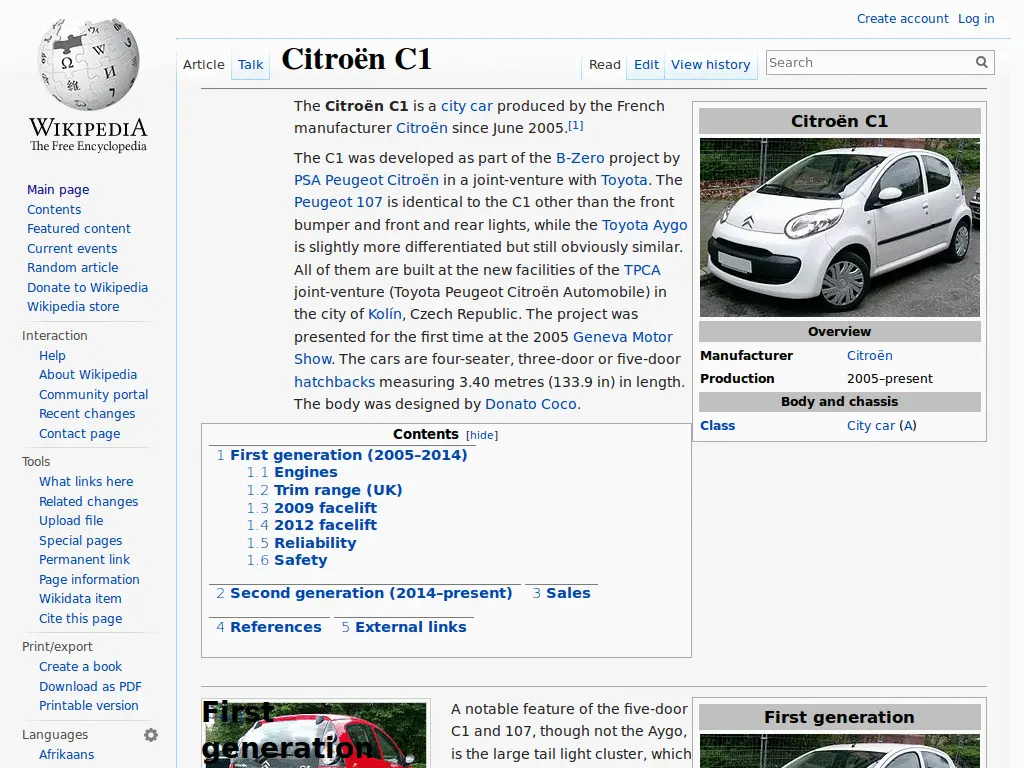 Create account Log in
Article Talk Citroën C1 Read Edit View history Search
WIKIPEDIA
The Free Encyclopedia
Main page
Contents
Featured content
Current events
Random article
Donate to Wikipedia
Wikipedia store
Interaction
Help
About Wikipedia
Community portal
Recent changes
Contact page
Tools
What links here
Related changes
Upload file
Special pages
Permanent link
Page information
Wikidata item
Cite this page
Print/export
Create a book
Download as PDF
Printable version
Languages
Afrikaans
The Citroën C1 is a city car produced by the French
manufacturer Citroën since June 2005.[1]
The C1 was developed as part of the B-Zero project by
PSA Peugeot Citroën in a joint-venture with Toyota. The
Peugeot 107 is identical to the C1 other than the front
bumper and front and rear lights, while the Toyota Aygo
is slightly more differentiated but still obviously similar.
All of them are built at the new facilities of the TPCA
joint-venture (Toyota Peugeot Citroën Automobile) in
the city of Kolín, Czech Republic. The project was
presented for the first time at the 2005 Geneva Motor
Show. The cars are four-seater, three-door or five-door
hatchbacks measuring 3.40 metres (133.9 in) in length.
The body was designed by Donato Coco.
Citroën C1
Overview
Manufacturer Citroën
Production 2005–present
Body and chassis
Class City car (A)
Contents [hide]
1 First generation (2005–2014)
1.1 Engines
1.2 Trim range (UK)
1.3 2009 facelift
1.4 2012 facelift
1.5 Reliability
1.6 Safety
2 Second generation (2014–present) 3 Sales
4 References 5 External links
First
generation
A notable feature of the five-door
C1 and 107, though not the Aygo,
is the large tail light cluster, which
First generation